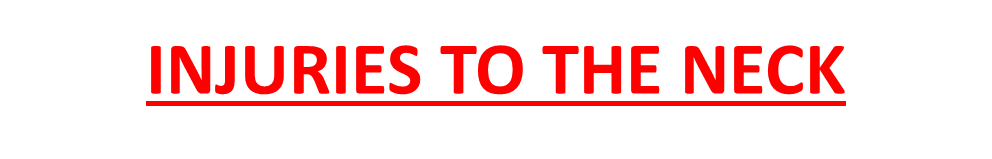 INJURIES TO THE NECK